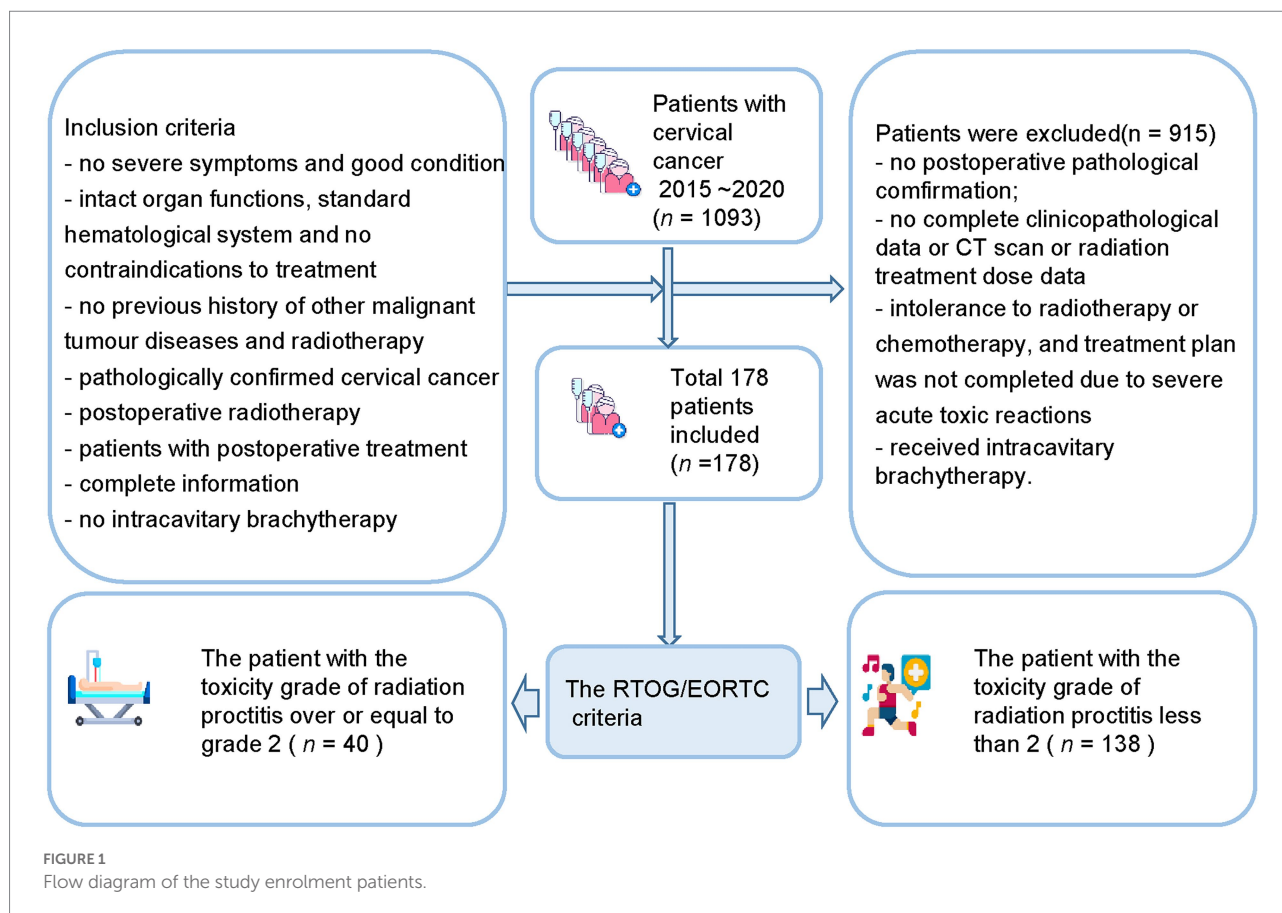 Inclusion criteria
- no severe symptoms and good condition
- intact organ functions, standard
hematological system and no
contraindications to treatment
- no previous history of other malignant
tumour diseases and radiotherapy
- pathologically confirmed cervical cancer
- postoperative radiotherapy
- patients with postoperative treatment
- complete information
- no intracavitary brachytherapy
Patients with
cervical
cancer
2015 ~2020
(n = 1093)
Patients were excluded(n = 915)
- no postoperative pathological
comfirmation;
- no complete clinicopathological
data or CT scan or radiation
treatment dose data
- intolerance to radiotherapy or
chemotherapy, and treatment plan
was not completed due to severe
acute toxic reactions
- received intracavitary
brachytherapy.
Total 178
patients
included
(n =178)
The patient with the
toxicity grade of radiation
proctitis over or equal to
grade 2 ( n = 40 )
The RTOG/EORTC
criteria
The patient with the
toxicity grade of
radiation proctitis less
than 2 ( n = 138 )
FIGURE 1
Flow diagram of the study enrolment patients.